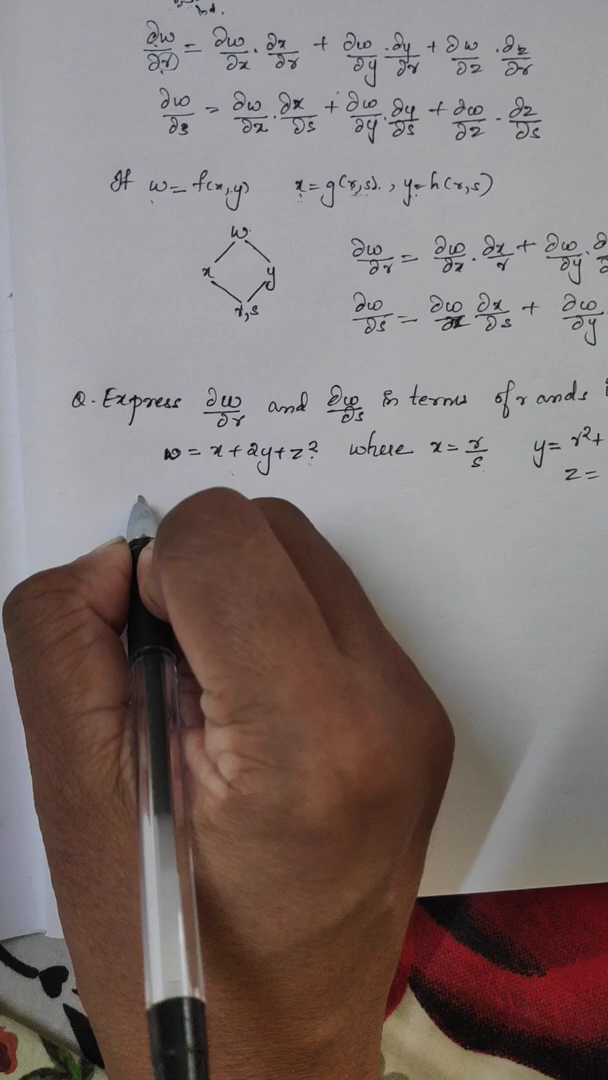 ∂w/∂r = ∂w/∂x · ∂x/∂r + ∂w/∂y · ∂y/∂r + ∂w/∂z · ∂z/∂r
∂w/∂s = ∂w/∂x · ∂x/∂s + ∂w/∂y · ∂y/∂s + ∂w/∂z · ∂z/∂s
If w = f(x,y) x = g(r,s)., y = h(r,s)
w
x y
r,s
∂w/∂r = ∂w/∂x · ∂x/r + ∂w/∂y ·
∂w/∂s = ∂w/∂x ∂x/∂s + ∂w/∂y
Q. Express ∂w/∂r and ∂w/∂s in terms of r and s
w = x + 2y + z² where x = r/s y = r² +
z =